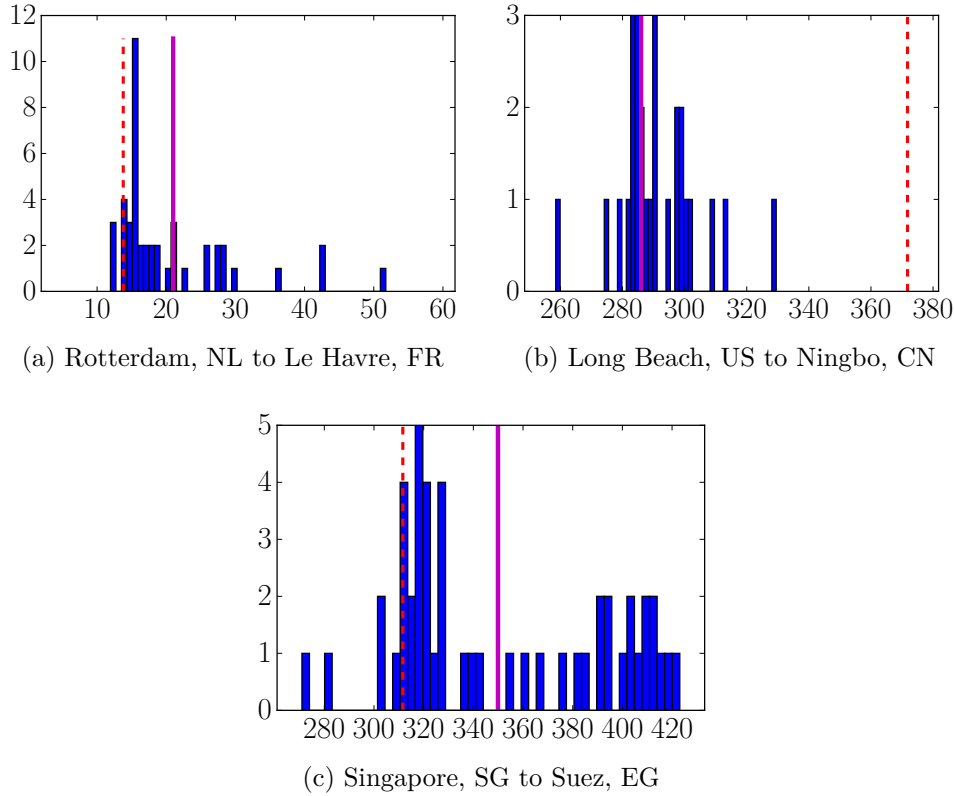 12
10
8
6
4
2
0
10 20 30 40 50 60
(a) Rotterdam, NL to Le Havre, FR
3
2
1
0
260 280 300 320 340 360 380
(b) Long Beach, US to Ningbo, CN
5
4
3
2
1
0
280 300 320 340 360 380 400 420
(c) Singapore, SG to Suez, EG